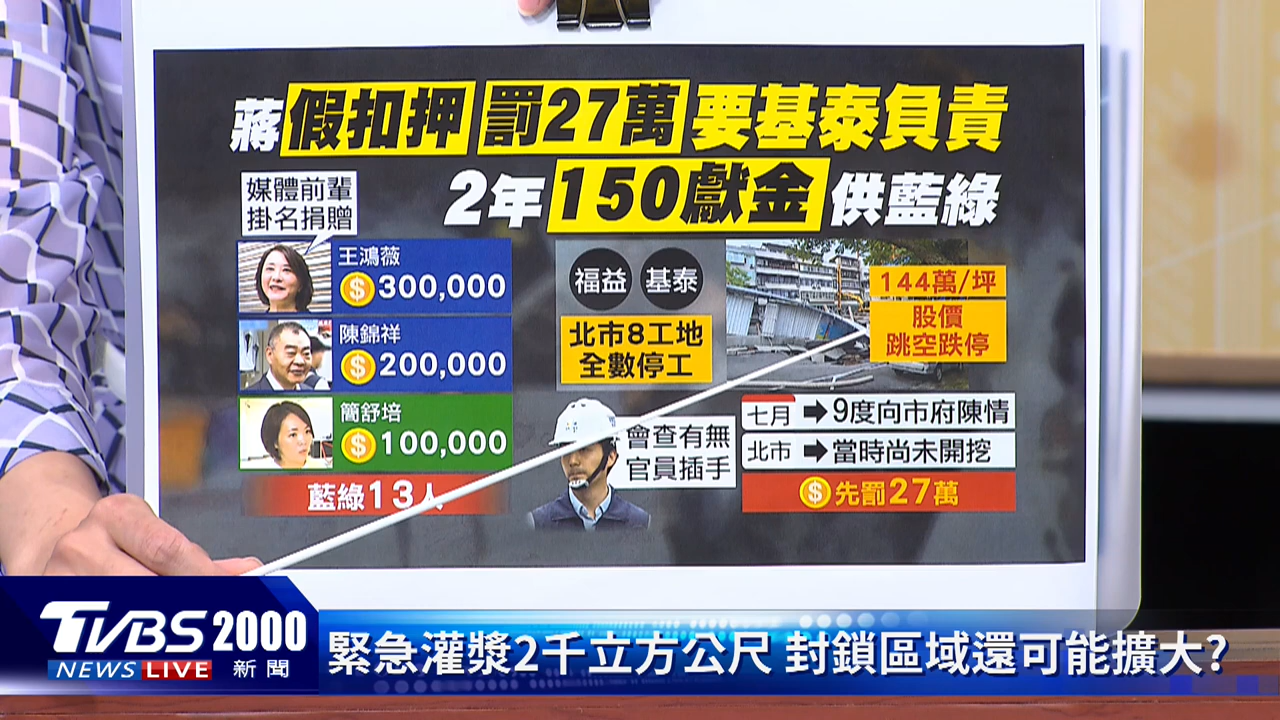 蔣假扣押 罰27萬 要基泰負責
2年150獻金供藍綠
媒體前輩
掛名捐贈
王鴻薇
$300,000
陳錦祥
$200,000
簡舒培
$100,000
藍綠13人
福益 基泰
北市8工地
全數停工
會查有無
官員插手
144萬/坪
股價
跳空跌停
七月 ➡9度向市府陳情
北市 ➡當時尚未開挖
$先罰27萬
TVBS 2000
NEWS LIVE 新聞
緊急灌漿2千立方公尺 封鎖區域還可能擴大?